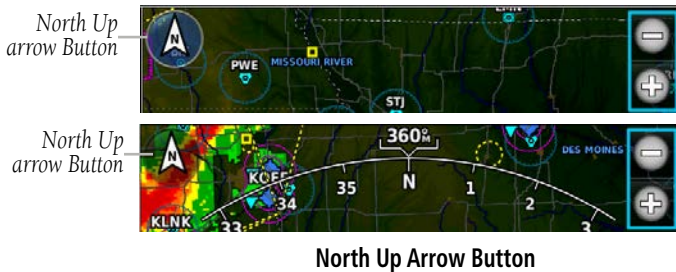 North Up
arrow Button
N
EMN
PWE
MISSOURI RIVER
STJ
North Up
arrow Button
N
360°M
DES MOINES
KOFF
35
N
1
34
2
KLNK
33
3
North Up Arrow Button